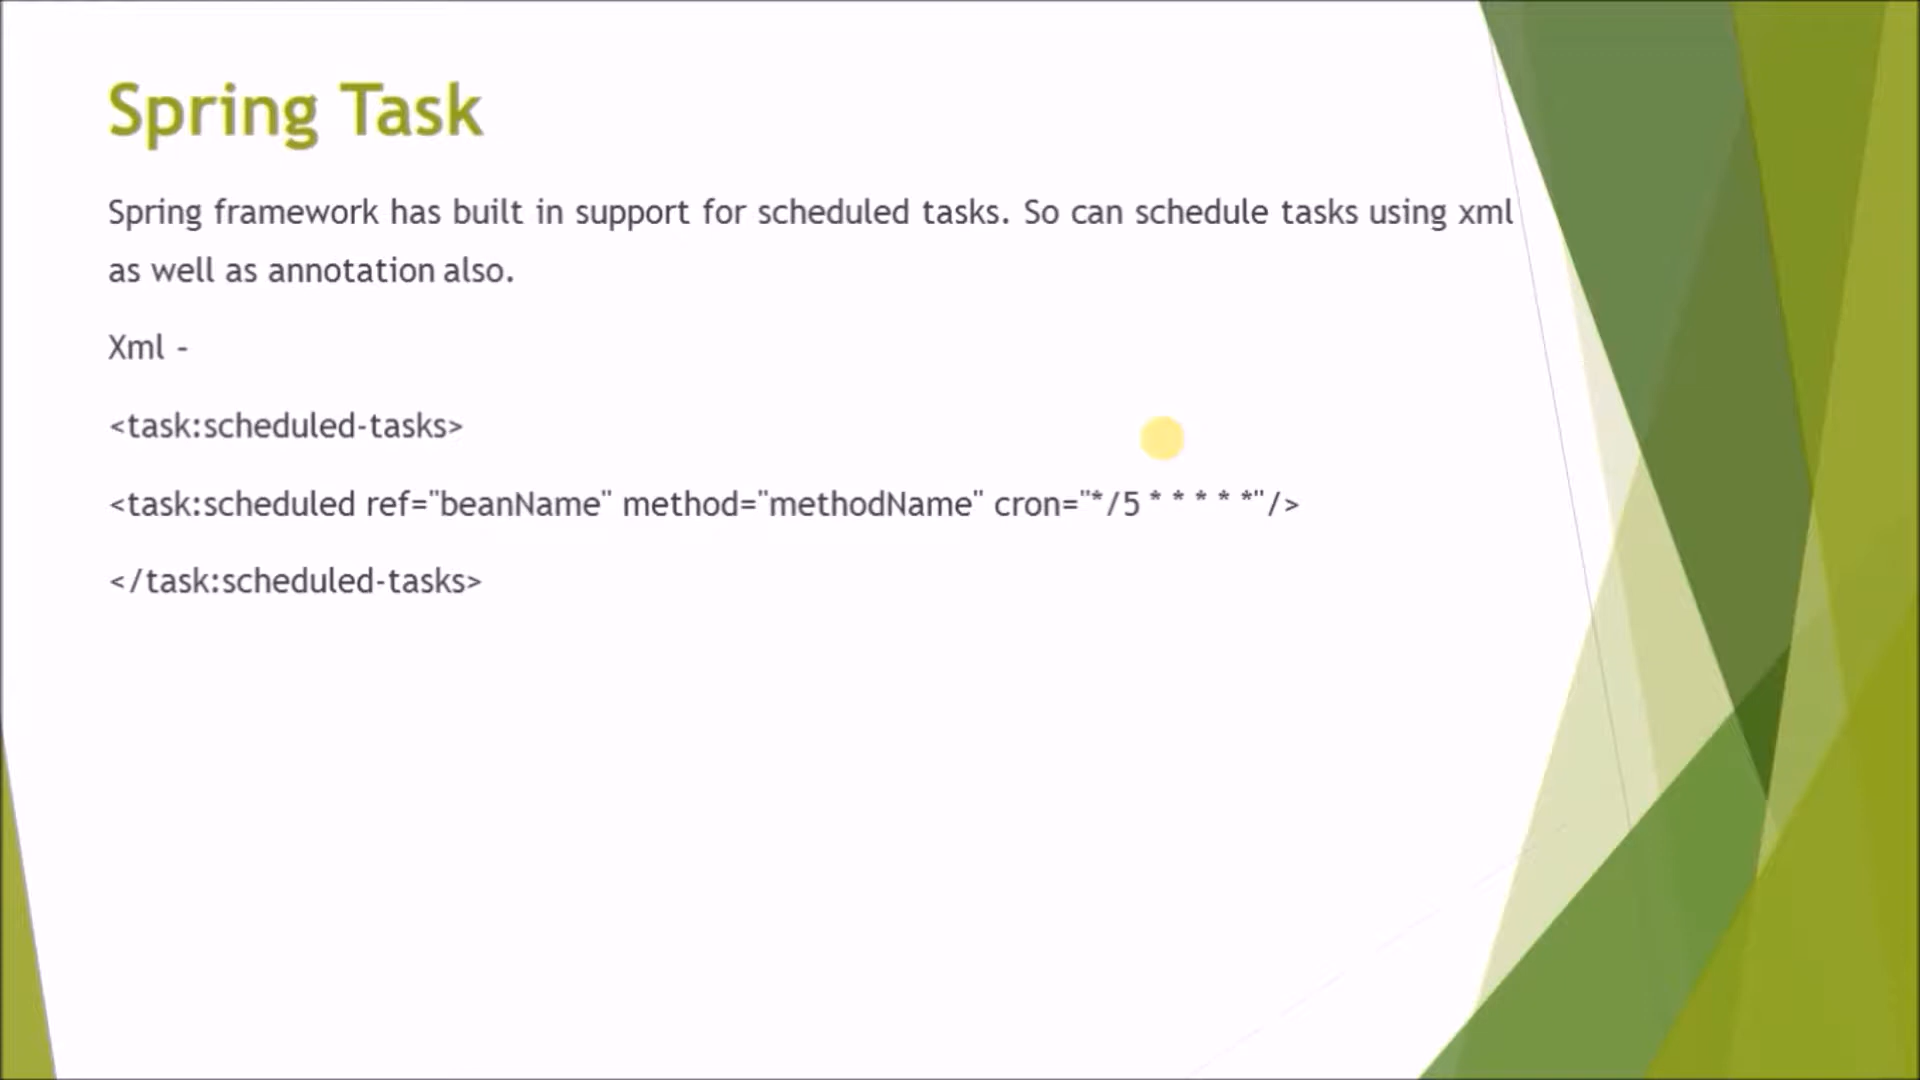 Spring Task
Spring framework has built in support for scheduled tasks. So can schedule tasks using xml
as well as annotation also.
Xml -
<task:scheduled-tasks>
<task:scheduled ref="beanName" method="methodName" cron="*/5 * * * * *"/>
</task:scheduled-tasks>